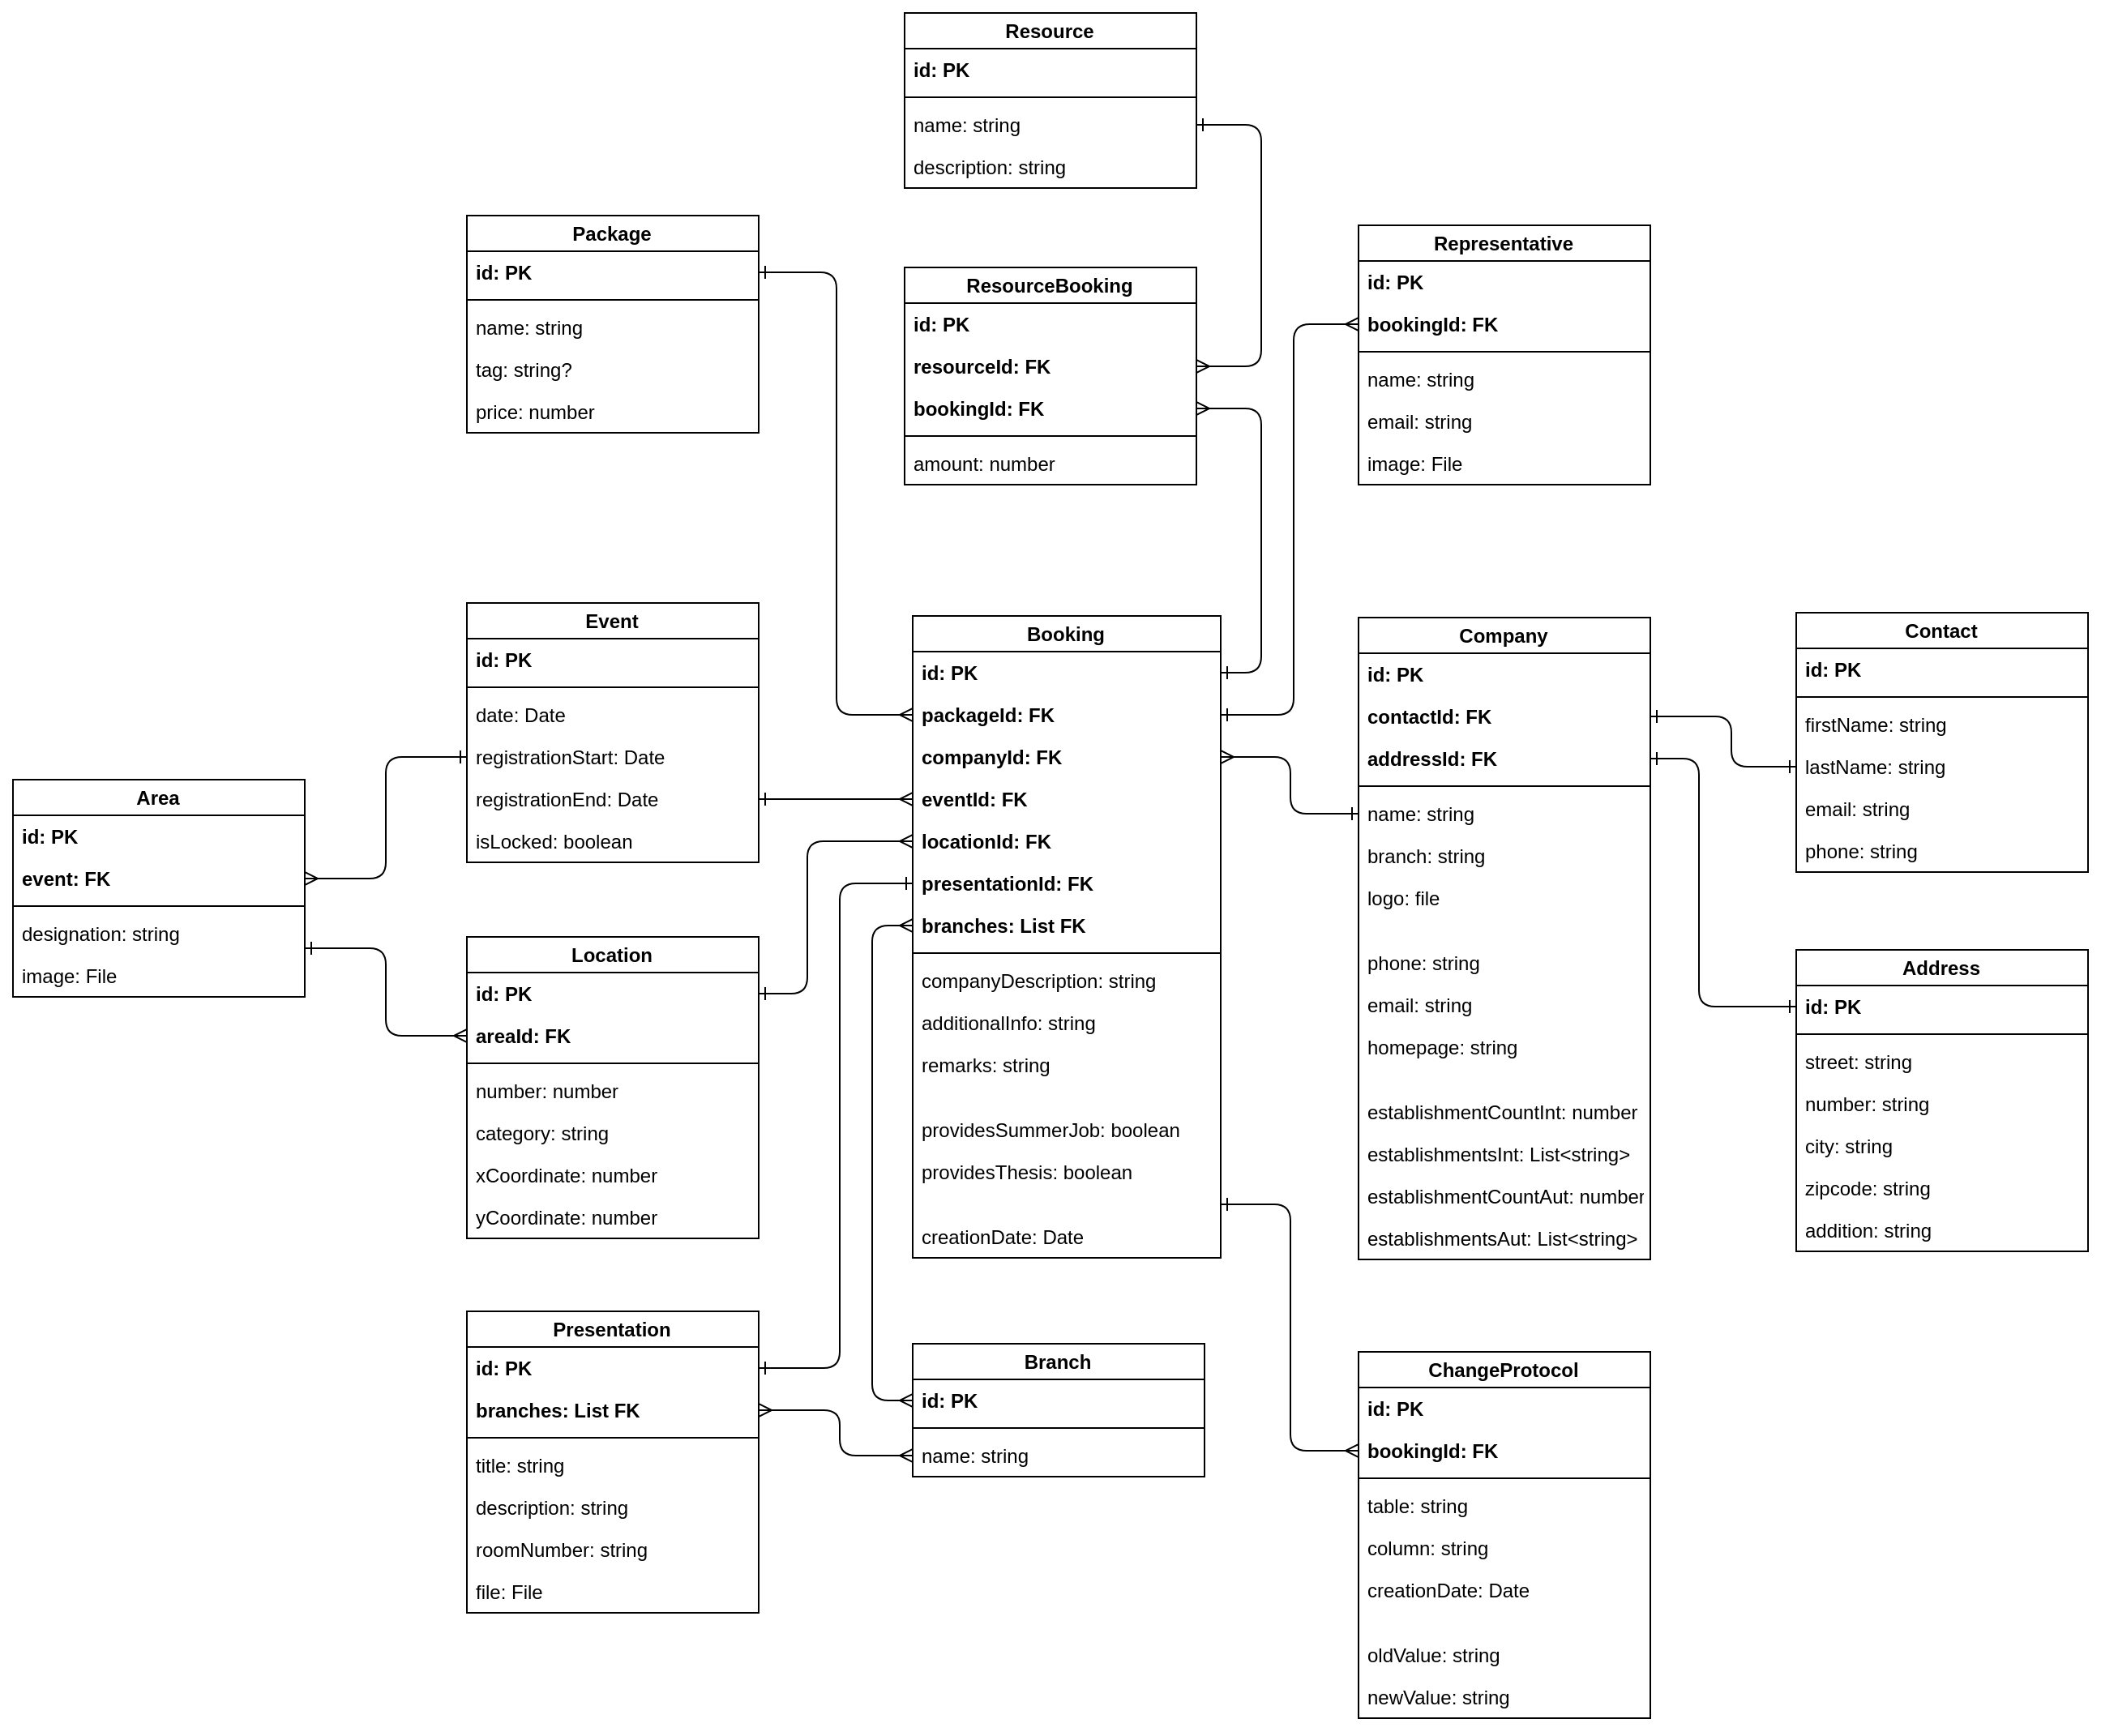 Resource
id: PK
name: string
description: string
Package
id: PK
name: string
tag: string?
price: number
ResourceBooking
id: PK
resourceId: FK
bookingId: FK
amount: number
Representative
id: PK
bookingId: FK
name: string
email: string
image: File
Area
id: PK
event: FK
designation: string
image: File
Event
id: PK
date: Date
registrationStart: Date
registrationEnd: Date
isLocked: boolean
Location
id: PK
areaId: FK
number: number
category: string
xCoordinate: number
yCoordinate: number
Booking
id: PK
packageId: FK
companyId: FK
eventId: FK
locationId: FK
presentationId: FK
branches: List FK
companyDescription: string
additionalInfo: string
remarks: string
providesSummerJob: boolean
providesThesis: boolean
creationDate: Date
Company
id: PK
contactId: FK
addressId: FK
name: string
branch: string
logo: file
phone: string
email: string
homepage: string
establishmentCountInt: number
establishmentsInt: List<string>
establishmentCountAut: number
establishmentsAut: List<string>
Contact
id: PK
firstName: string
lastName: string
email: string
phone: string
Address
id: PK
street: string
number: string
city: string
zipcode: string
addition: string
Presentation
id: PK
branches: List FK
title: string
description: string
roomNumber: string
file: File
Branch
id: PK
name: string
ChangeProtocol
id: PK
bookingId: FK
table: string
column: string
creationDate: Date
oldValue: string
newValue: string